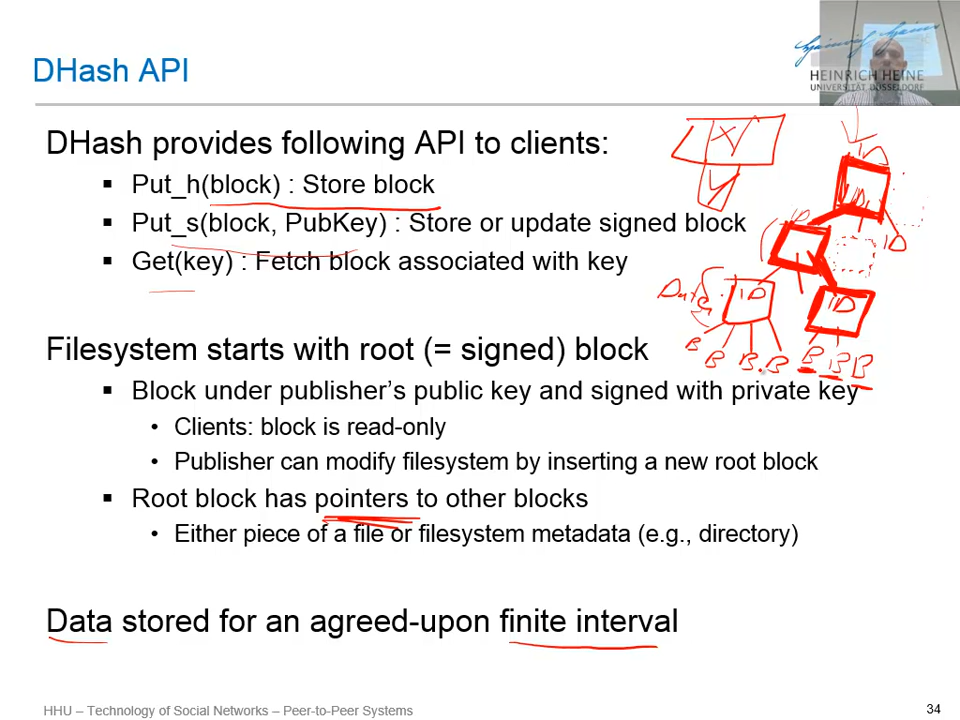 DHash API
HEINRICH HEINE
UNIVERSITÄT DÜSSELDORF
DHash provides following API to clients:
▪ Put_h(block) : Store block
▪ Put_s(block, PubKey) : Store or update signed block
▪ Get(key) : Fetch block associated with key
X
Y
ID
ID
ID
ID
B
B
B
B
B
B
B
Filesystem starts with root (= signed) block
▪ Block under publisher's public key and signed with private key
• Clients: block is read-only
• Publisher can modify filesystem by inserting a new root block
▪ Root block has pointers to other blocks
• Either piece of a file or filesystem metadata (e.g., directory)
Data stored for an agreed-upon finite interval
HHU – Technology of Social Networks – Peer-to-Peer Systems
34